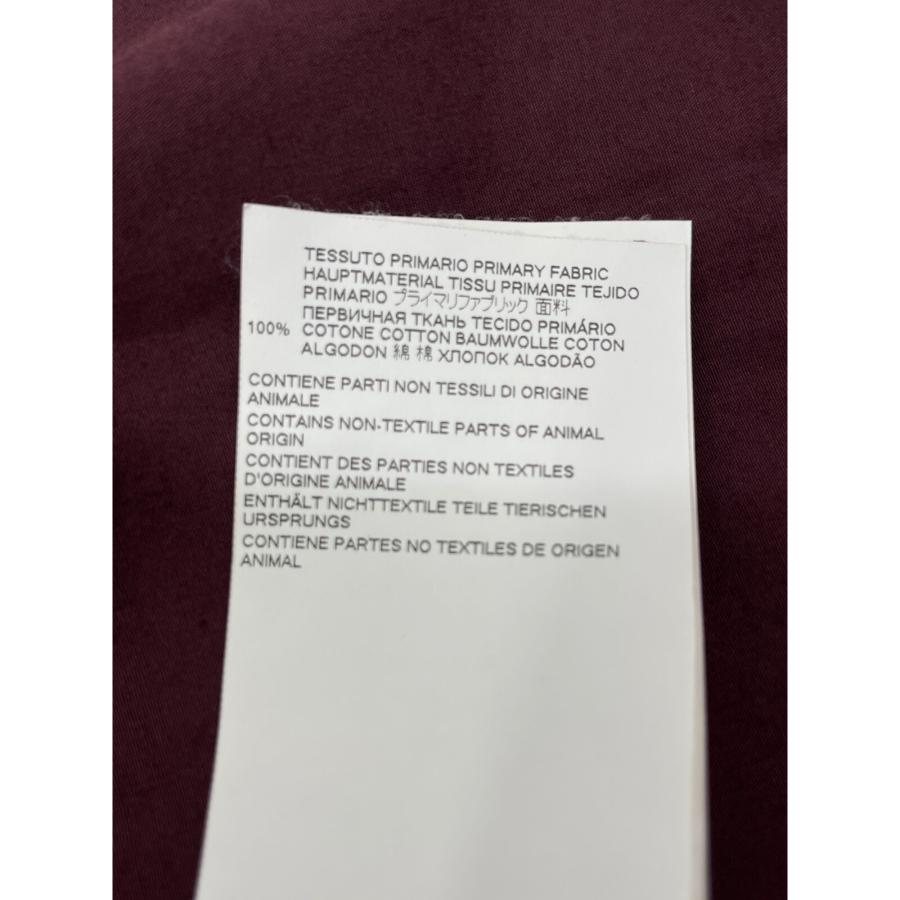 TESSUTO PRIMARIO PRIMARY FABRIC
HAUPTMATERIAL TISSU PRIMAIRE TEJIDO
PRIMARIO プライマリファブリック 面料
ПЕРВИЧНАЯ ТКАНЬ TECIDO PRIMÁRIO
100% COTONE COTTON BAUMWOLLE COTON
ALGODON 綿 棉 ХЛОПОК ALGODÃO
CONTIENE PARTI NON TESSILI DI ORIGINE
ANIMALE
CONTAINS NON-TEXTILE PARTS OF ANIMAL
ORIGIN
CONTIENT DES PARTIES NON TEXTILES
D'ORIGINE ANIMALE
ENTHÄLT NICHTTEXTILE TEILE TIERISCHEN
URSPRUNGS
CONTIENE PARTES NO TEXTILES DE ORIGEN
ANIMAL